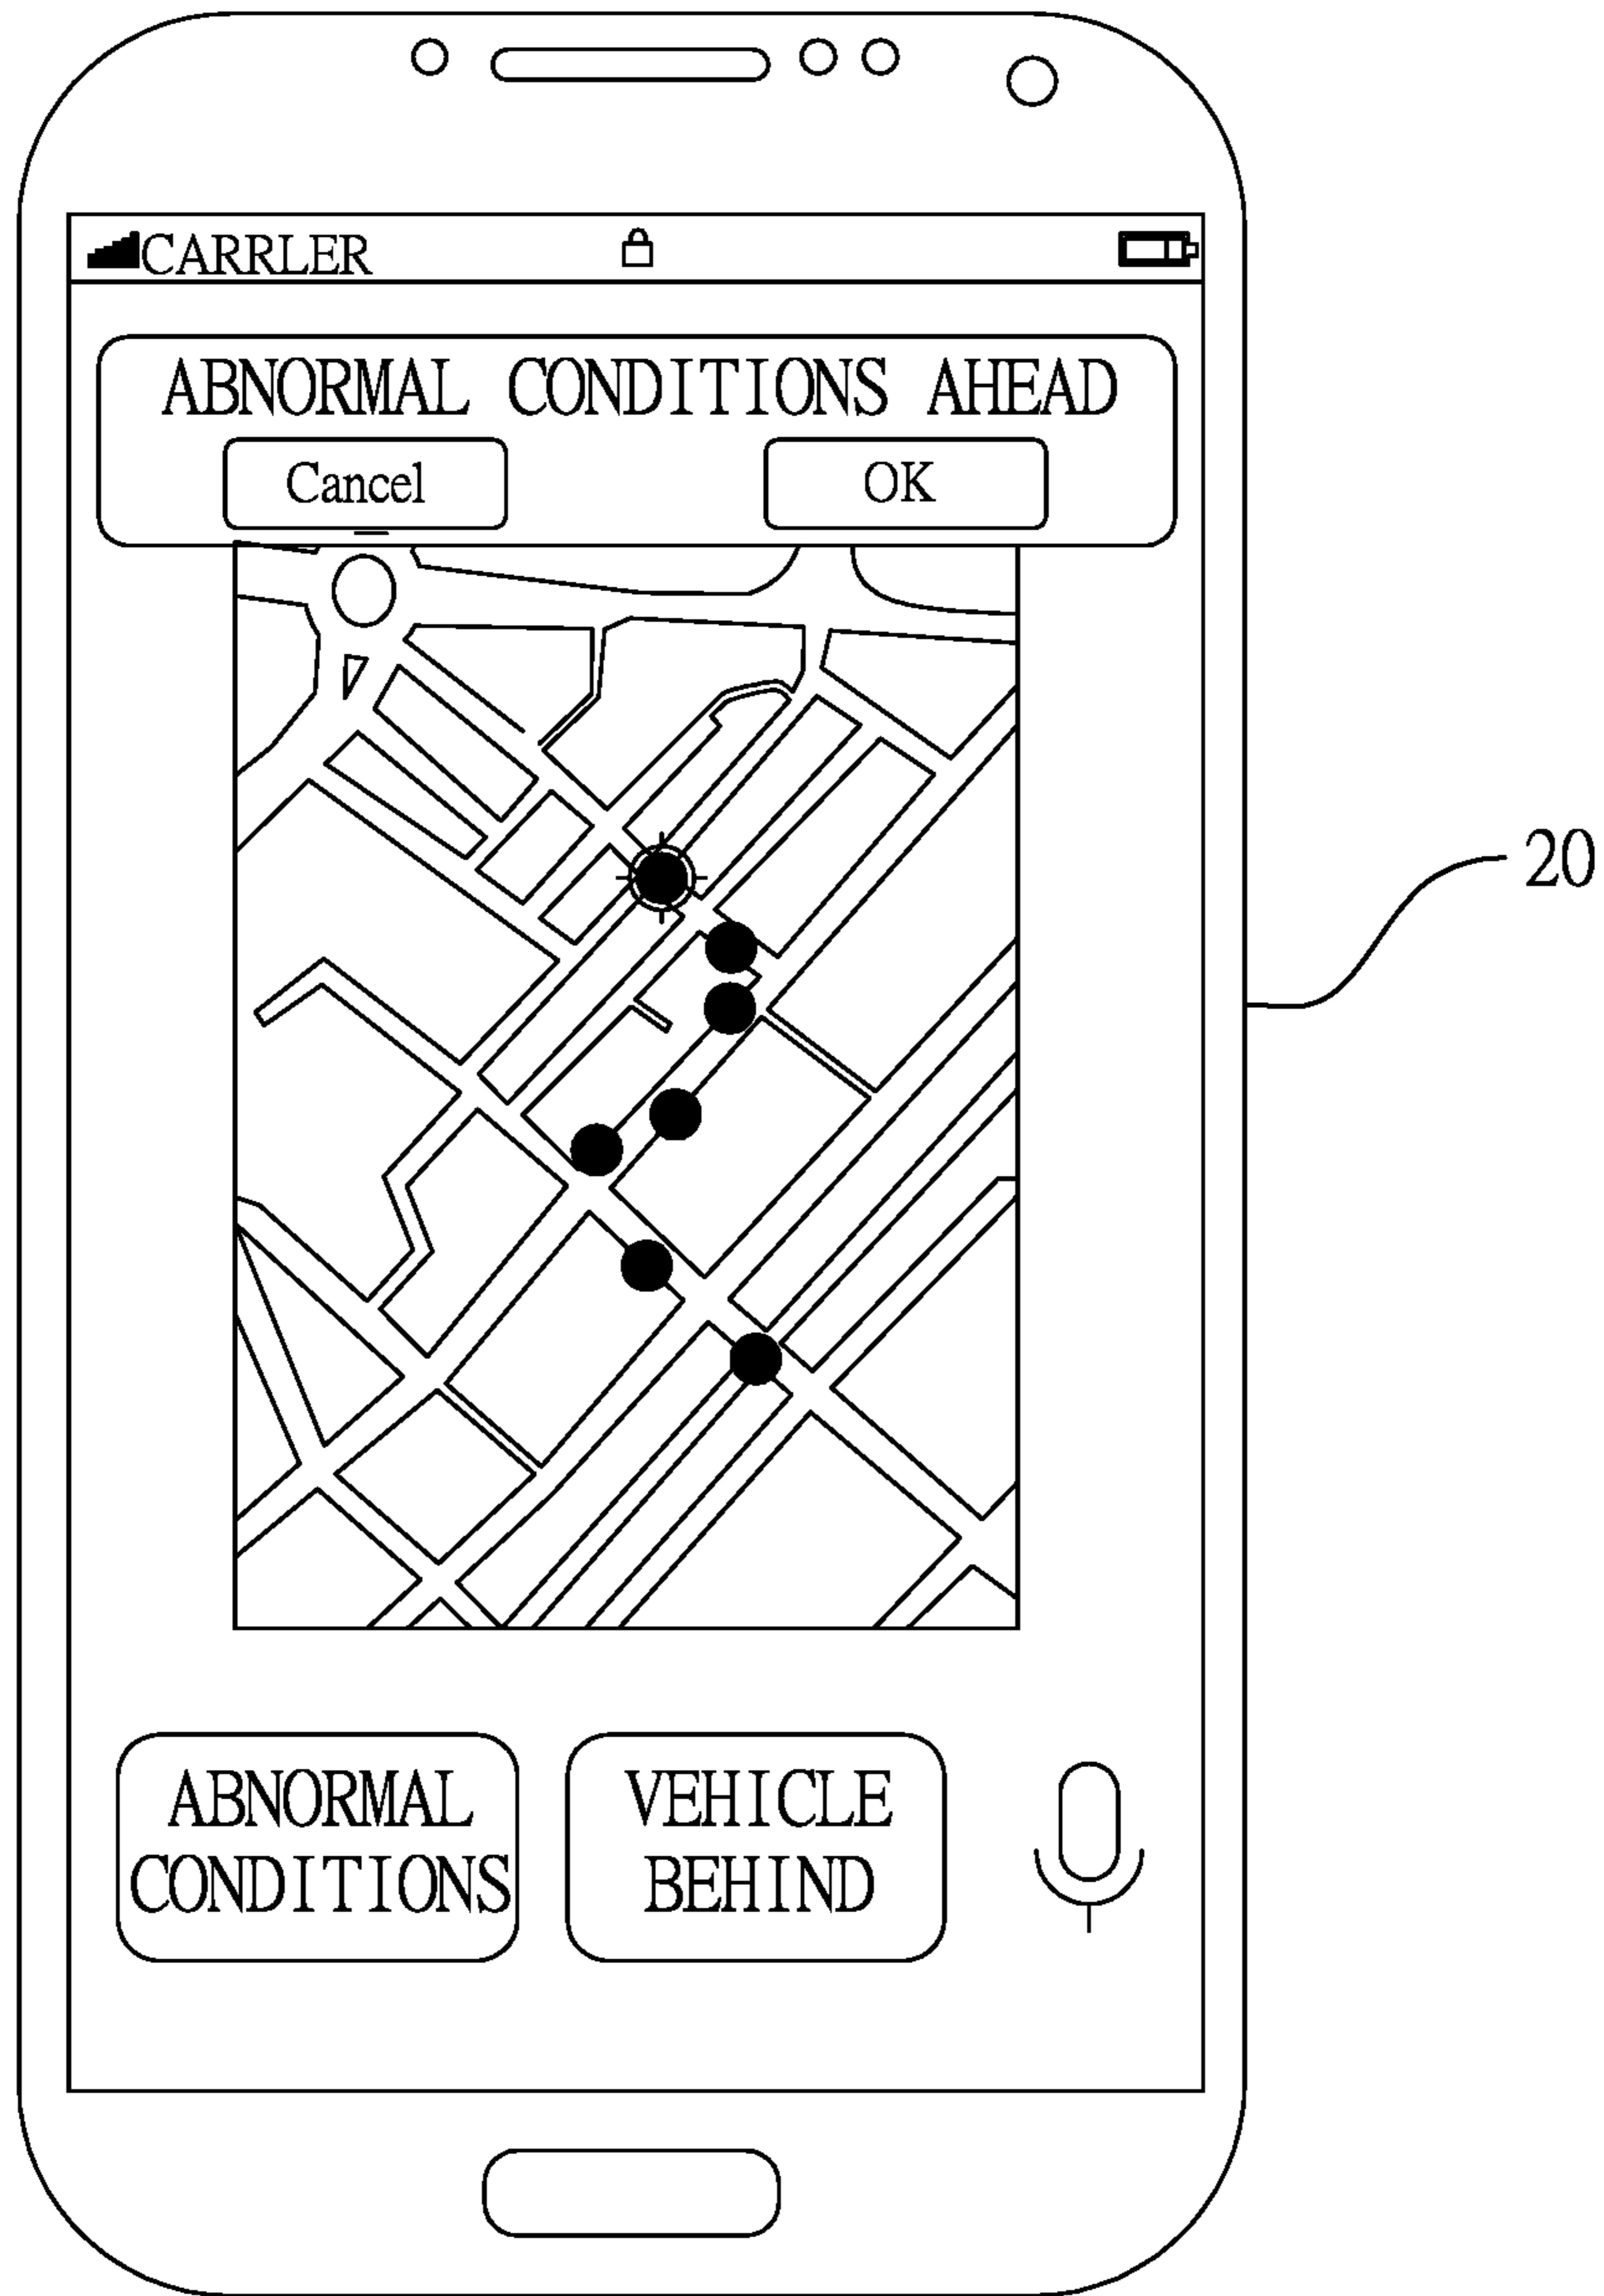 CARRLER
ABNORMAL CONDITIONS AHEAD
Cancel OK
20
ABNORMAL
CONDITIONS
VEHICLE
BEHIND